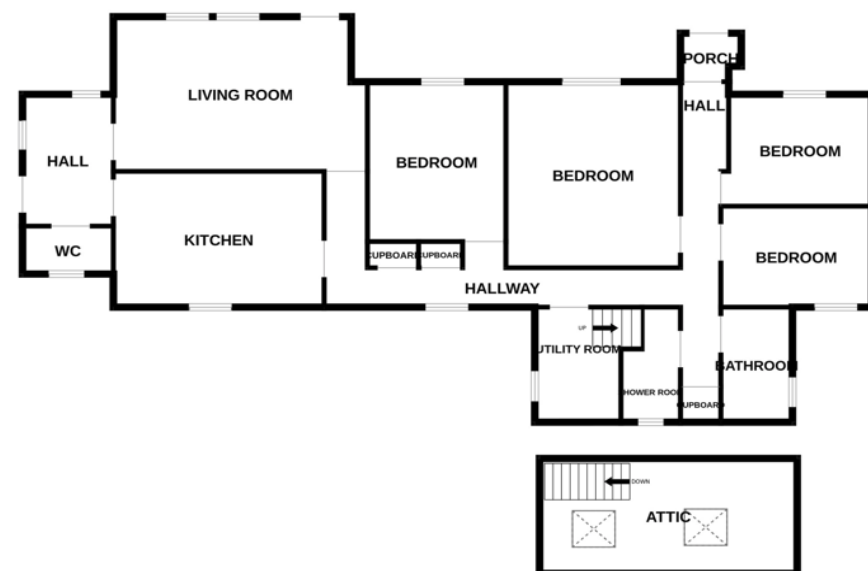 PORCH
LIVING ROOM
HALL
HALL
BEDROOM
BEDROOM
BEDROOM
WC
KITCHEN
CUPBOARD
CUPBOARD
BEDROOM
HALLWAY
UP
UTILITY ROOM
BATHROOM
SHOWER ROOM
CUPBOARD
DOWN
ATTIC